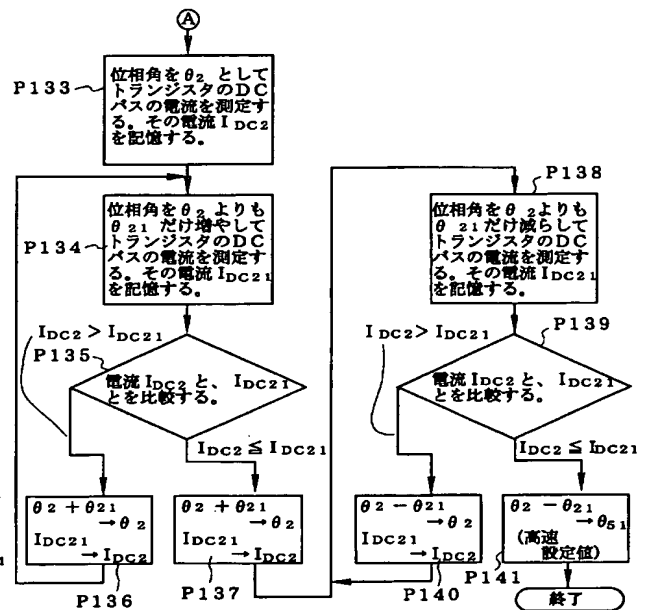 A
P133
位相角をθ2 として
トランジスタのDC
パスの電流を測定す
る。その電流IDC2
を記憶する。
P134
位相角をθ2よりも
θ21だけ増やして
トランジスタのDC
パスの電流を測定す
る。その電流IDC21
を記憶する。
IDC2>IDC21
P135
電流IDC2と、IDC21
とを比較する。
IDC2≦IDC21
θ2+θ21
→θ2
IDC21
→IDC2
P136
θ2+θ21
→θ2
IDC21
→IDC2
P137
P138
位相角をθ2よりも
θ21だけ減らして
トランジスタのDC
パスの電流を測定す
る。その電流IDC21
を記憶する。
IDC2>IDC21
P139
電流IDC2と、IDC21
とを比較する。
IDC2≦IDC21
θ2-θ21
→θ2
IDC21
→IDC2
P140
θ2-θ21
→θ51
(高速
設定値)
P141
終了